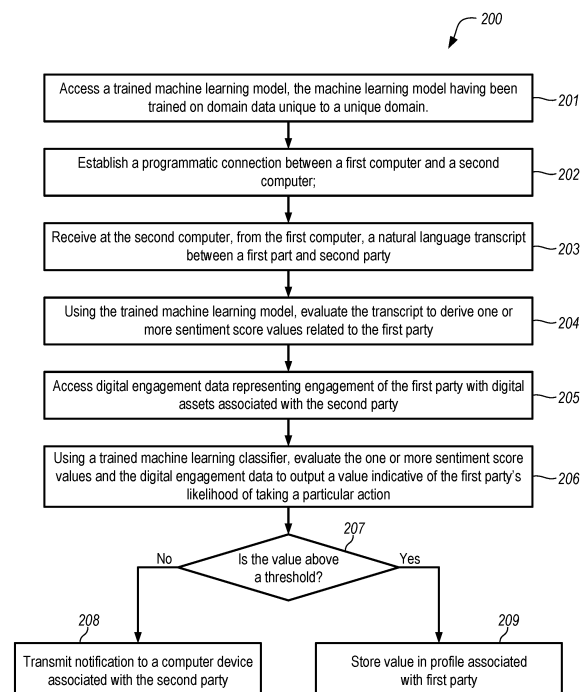 200
Access a trained machine learning model, the machine learning model having been
trained on domain data unique to a unique domain.
201
Establish a programmatic connection between a first computer and a second
computer;
202
Receive at the second computer, from the first computer, a natural language transcript
between a first part and second party
203
Using the trained machine learning model, evaluate the transcript to derive one or
more sentiment score values related to the first party
204
Access digital engagement data representing engagement of the first party with digital
assets associated with the second party
205
Using a trained machine learning classifier, evaluate the one or more sentiment score
values and the digital engagement data to output a value indicative of the first party’s
likelihood of taking a particular action
206
207
No
Is the value above
a threshold?
Yes
208
Transmit notification to a computer device
associated with the second party
209
Store value in profile associated
with first party